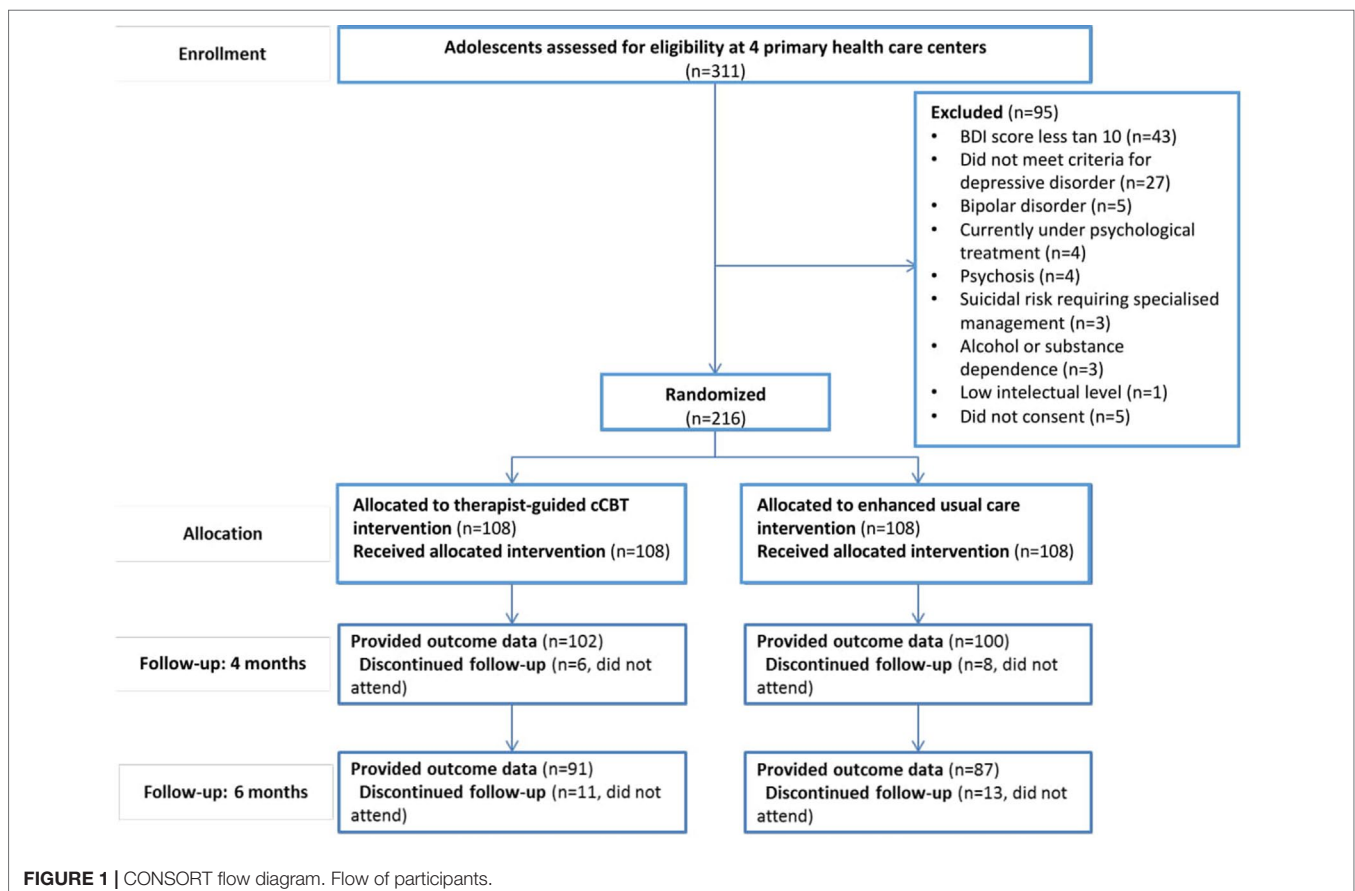 Enrollment
Adolescents assessed for eligibility at 4 primary health care centers
(n=311)
Excluded (n=95)
• BDI score less tan 10 (n=43)
• Did not meet criteria for
depressive disorder (n=27)
• Bipolar disorder (n=5)
• Currently under psychological
treatment (n=4)
• Psychosis (n=4)
• Suicidal risk requiring specialised
management (n=3)
• Alcohol or substance
dependence (n=3)
• Low intelectual level (n=1)
• Did not consent (n=5)
Randomized
(n=216)
Allocation
Allocated to therapist-guided cCBT
intervention (n=108)
Received allocated intervention (n=108)
Allocated to enhanced usual care
intervention (n=108)
Received allocated intervention (n=108)
Follow-up: 4 months
Provided outcome data (n=102)
Discontinued follow-up (n=6, did not
attend)
Provided outcome data (n=100)
Discontinued follow-up (n=8, did not
attend)
Follow-up: 6 months
Provided outcome data (n=91)
Discontinued follow-up (n=11, did not
attend)
Provided outcome data (n=87)
Discontinued follow-up (n=13, did not
attend)
FIGURE 1 | CONSORT flow diagram. Flow of participants.